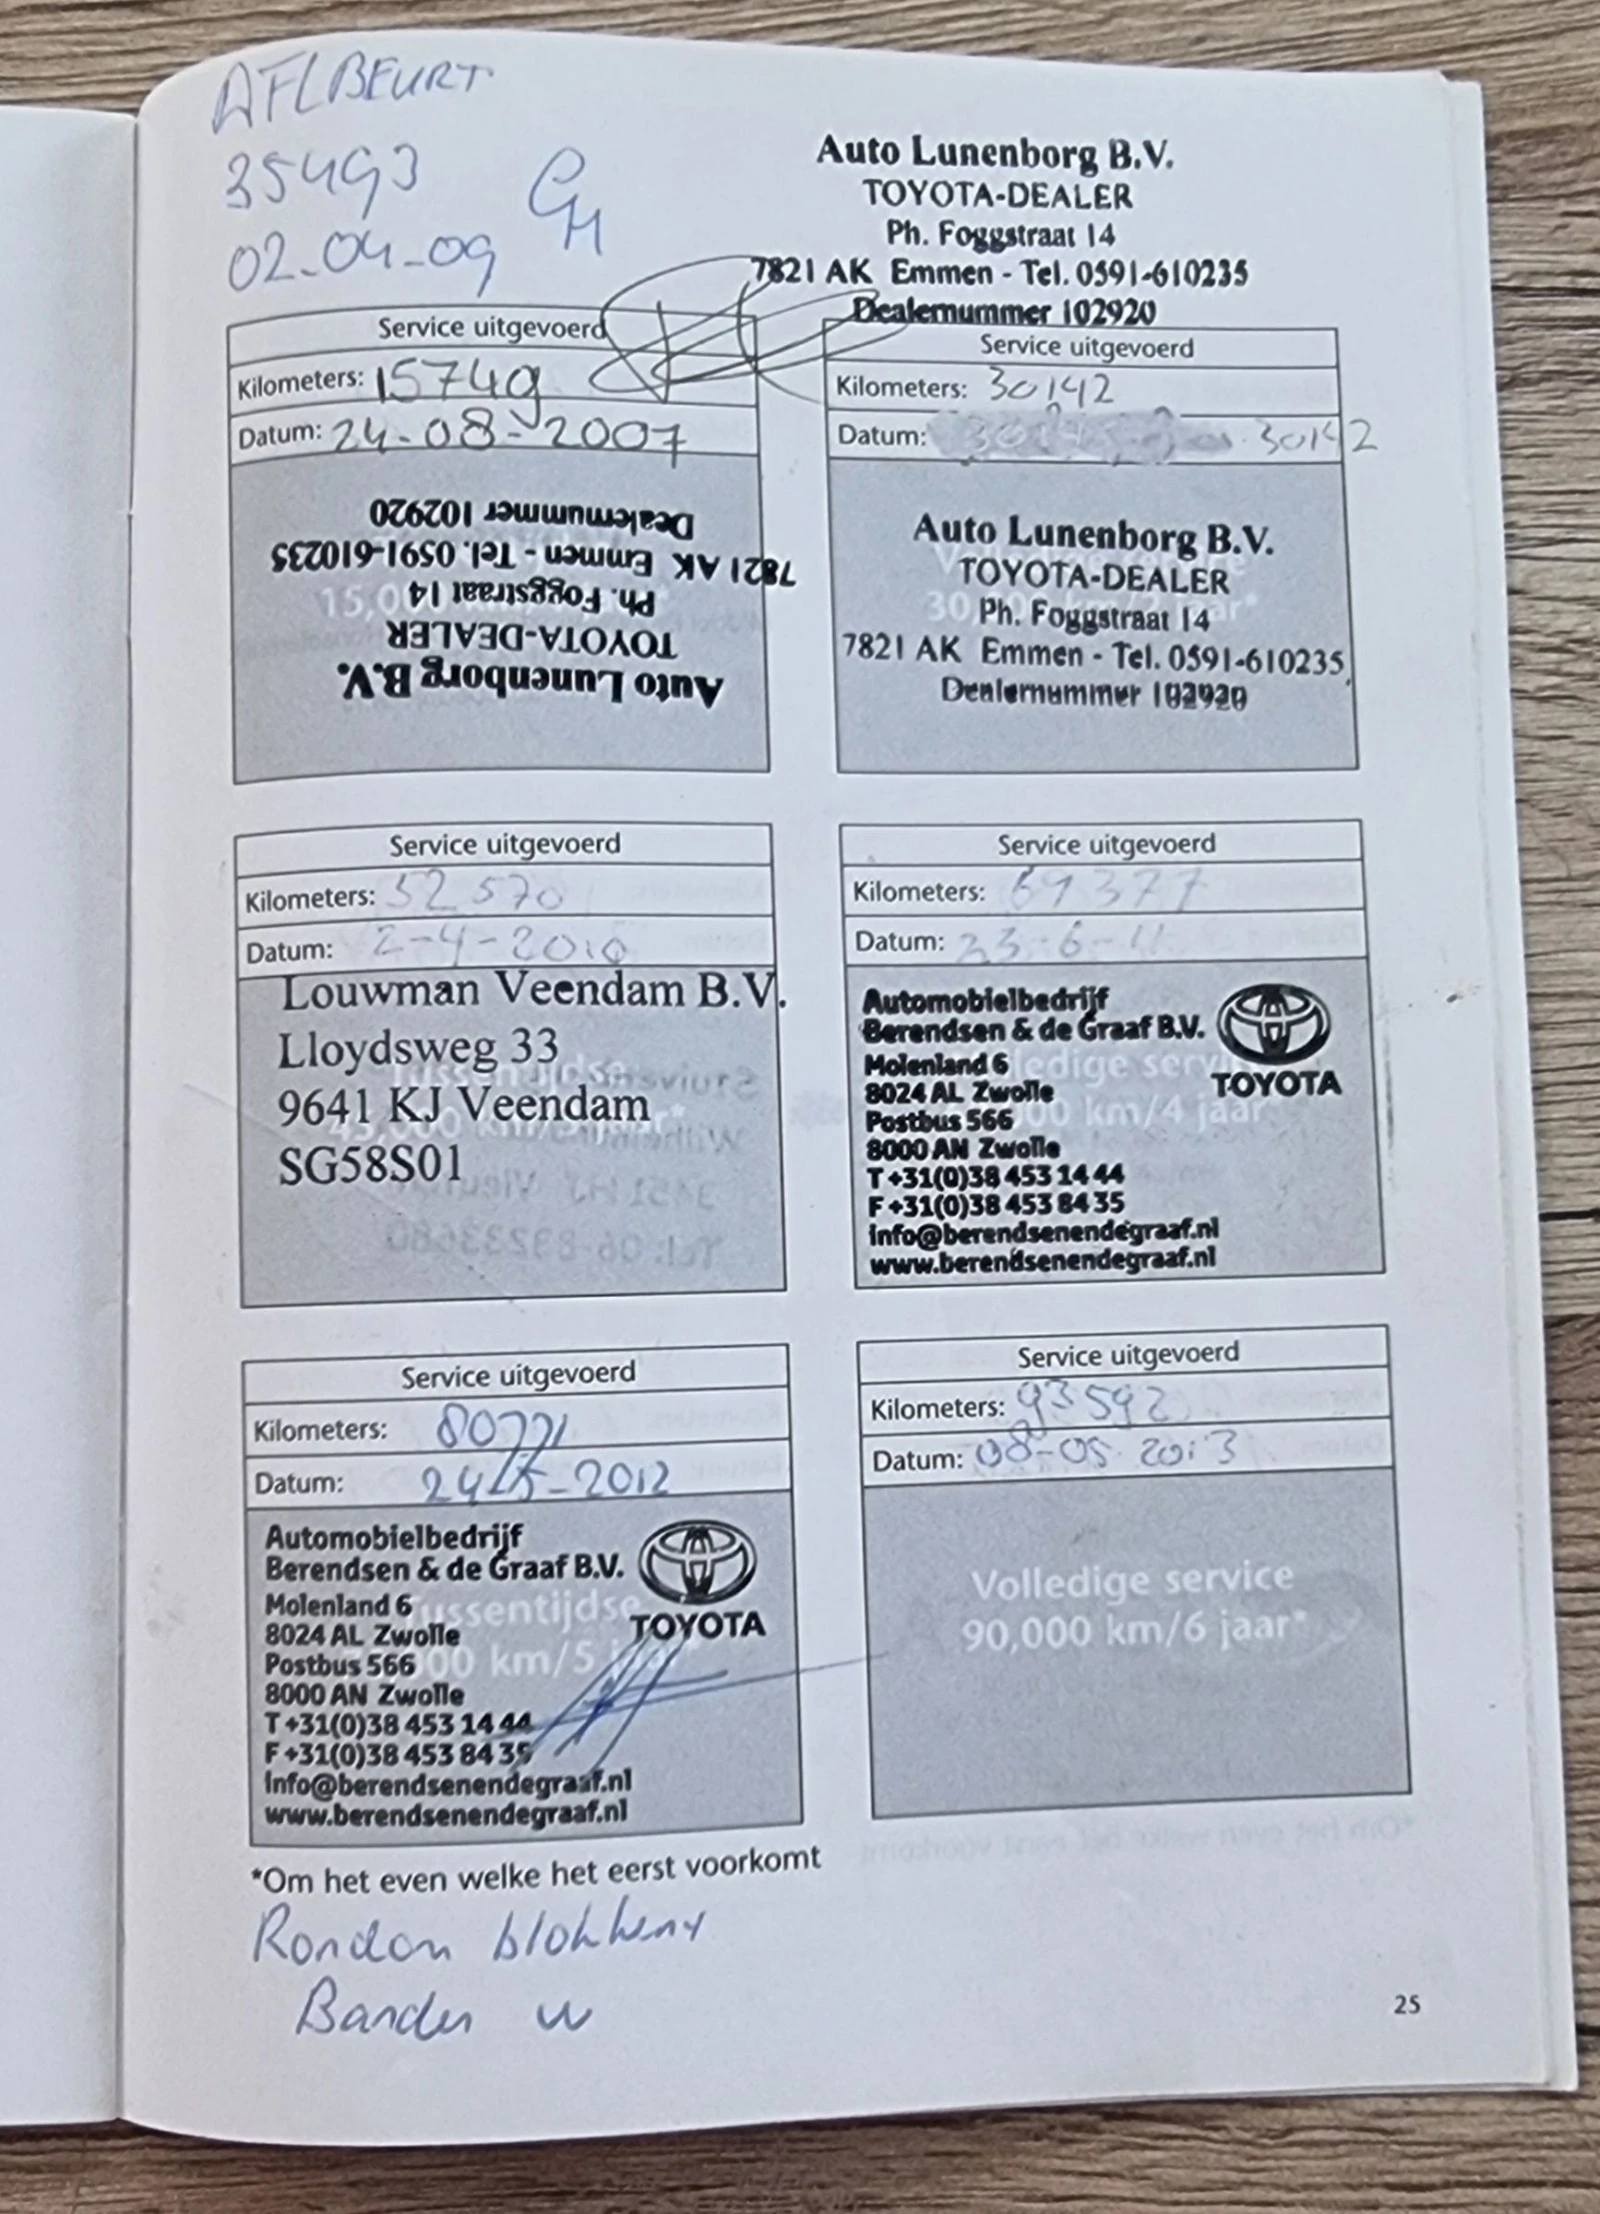 AFL BEURT
35493
02-04-09
Auto Lunenborg B.V.
TOYOTA-DEALER
Ph. Foggstraat 14
7821 AK Emmen - Tel. 0591-610235
Dealernummer 102920
Service uitgevoerd
Kilometers: 15749
Datum: 24-08-2007
Auto Lunenborg B.V.
TOYOTA-DEALER
Ph. Foggstraat 14
7821 AK Emmen - Tel. 0591-610235
Dealernummer 102920
Service uitgevoerd
Kilometers: 30142
Datum: 30142
Auto Lunenborg B.V.
TOYOTA-DEALER
Ph. Foggstraat 14
7821 AK Emmen - Tel. 0591-610235
Dealernummer 102920
Service uitgevoerd
Kilometers: 52570
Datum: 2-4-2010
Louwman Veendam B.V.
Lloydsweg 33
9641 KJ Veendam
SG58S01
Service uitgevoerd
Kilometers: 69377
Datum: 23-6-11
Automobielbedrijf
Berendsen & de Graaf B.V.
Molenland 6
8024 AL Zwolle
Postbus 566
8000 AN Zwolle
T +31(0)38 453 14 44
F +31(0)38 453 84 35
info@berendsenendegraaf.nl
www.berendsenendegraaf.nl
TOYOTA
Service uitgevoerd
Kilometers: 80771
Datum: 24-5-2012
Automobielbedrijf
Berendsen & de Graaf B.V.
Molenland 6
8024 AL Zwolle
Postbus 566
8000 AN Zwolle
T +31(0)38 453 14 44
F +31(0)38 453 84 35
info@berendsenendegraaf.nl
www.berendsenendegraaf.nl
TOYOTA
Service uitgevoerd
Kilometers: 93592
Datum: 08-05-2013
Volledige service
90,000 km/6 jaar*
*Om het even welke het eerst voorkomt
Rondom
Banden
25